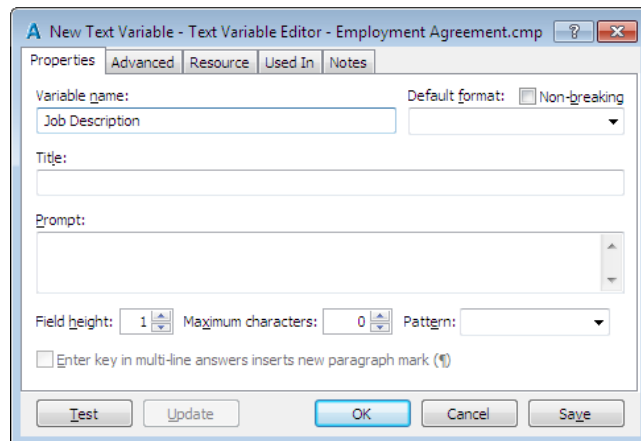 New Text Variable - Text Variable Editor - Employment Agreement.cmp
Properties Advanced Resource Used In Notes
Variable name: Default format: Non-breaking
Job Description
Title:
Prompt:
Field height: 1 Maximum characters: 0 Pattern:
Enter key in multi-line answers inserts new paragraph mark (¶)
Test Update OK Cancel Save